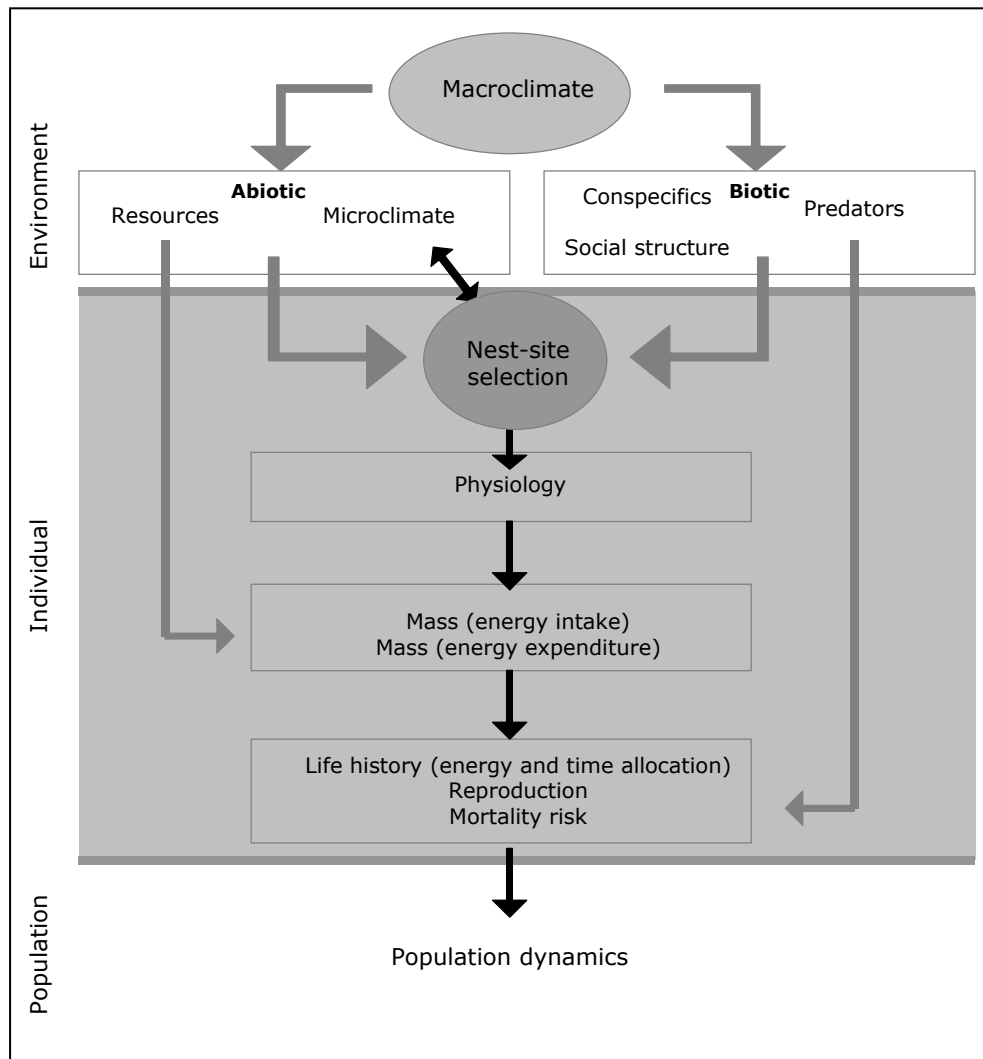 Macroclimate
Environment
Abiotic
Resources
Microclimate
Conspecifics
Biotic
Predators
Social structure
Nest-site
selection
Individual
Physiology
Mass (energy intake)
Mass (energy expenditure)
Life history (energy and time allocation)
Reproduction
Mortality risk
Population
Population dynamics